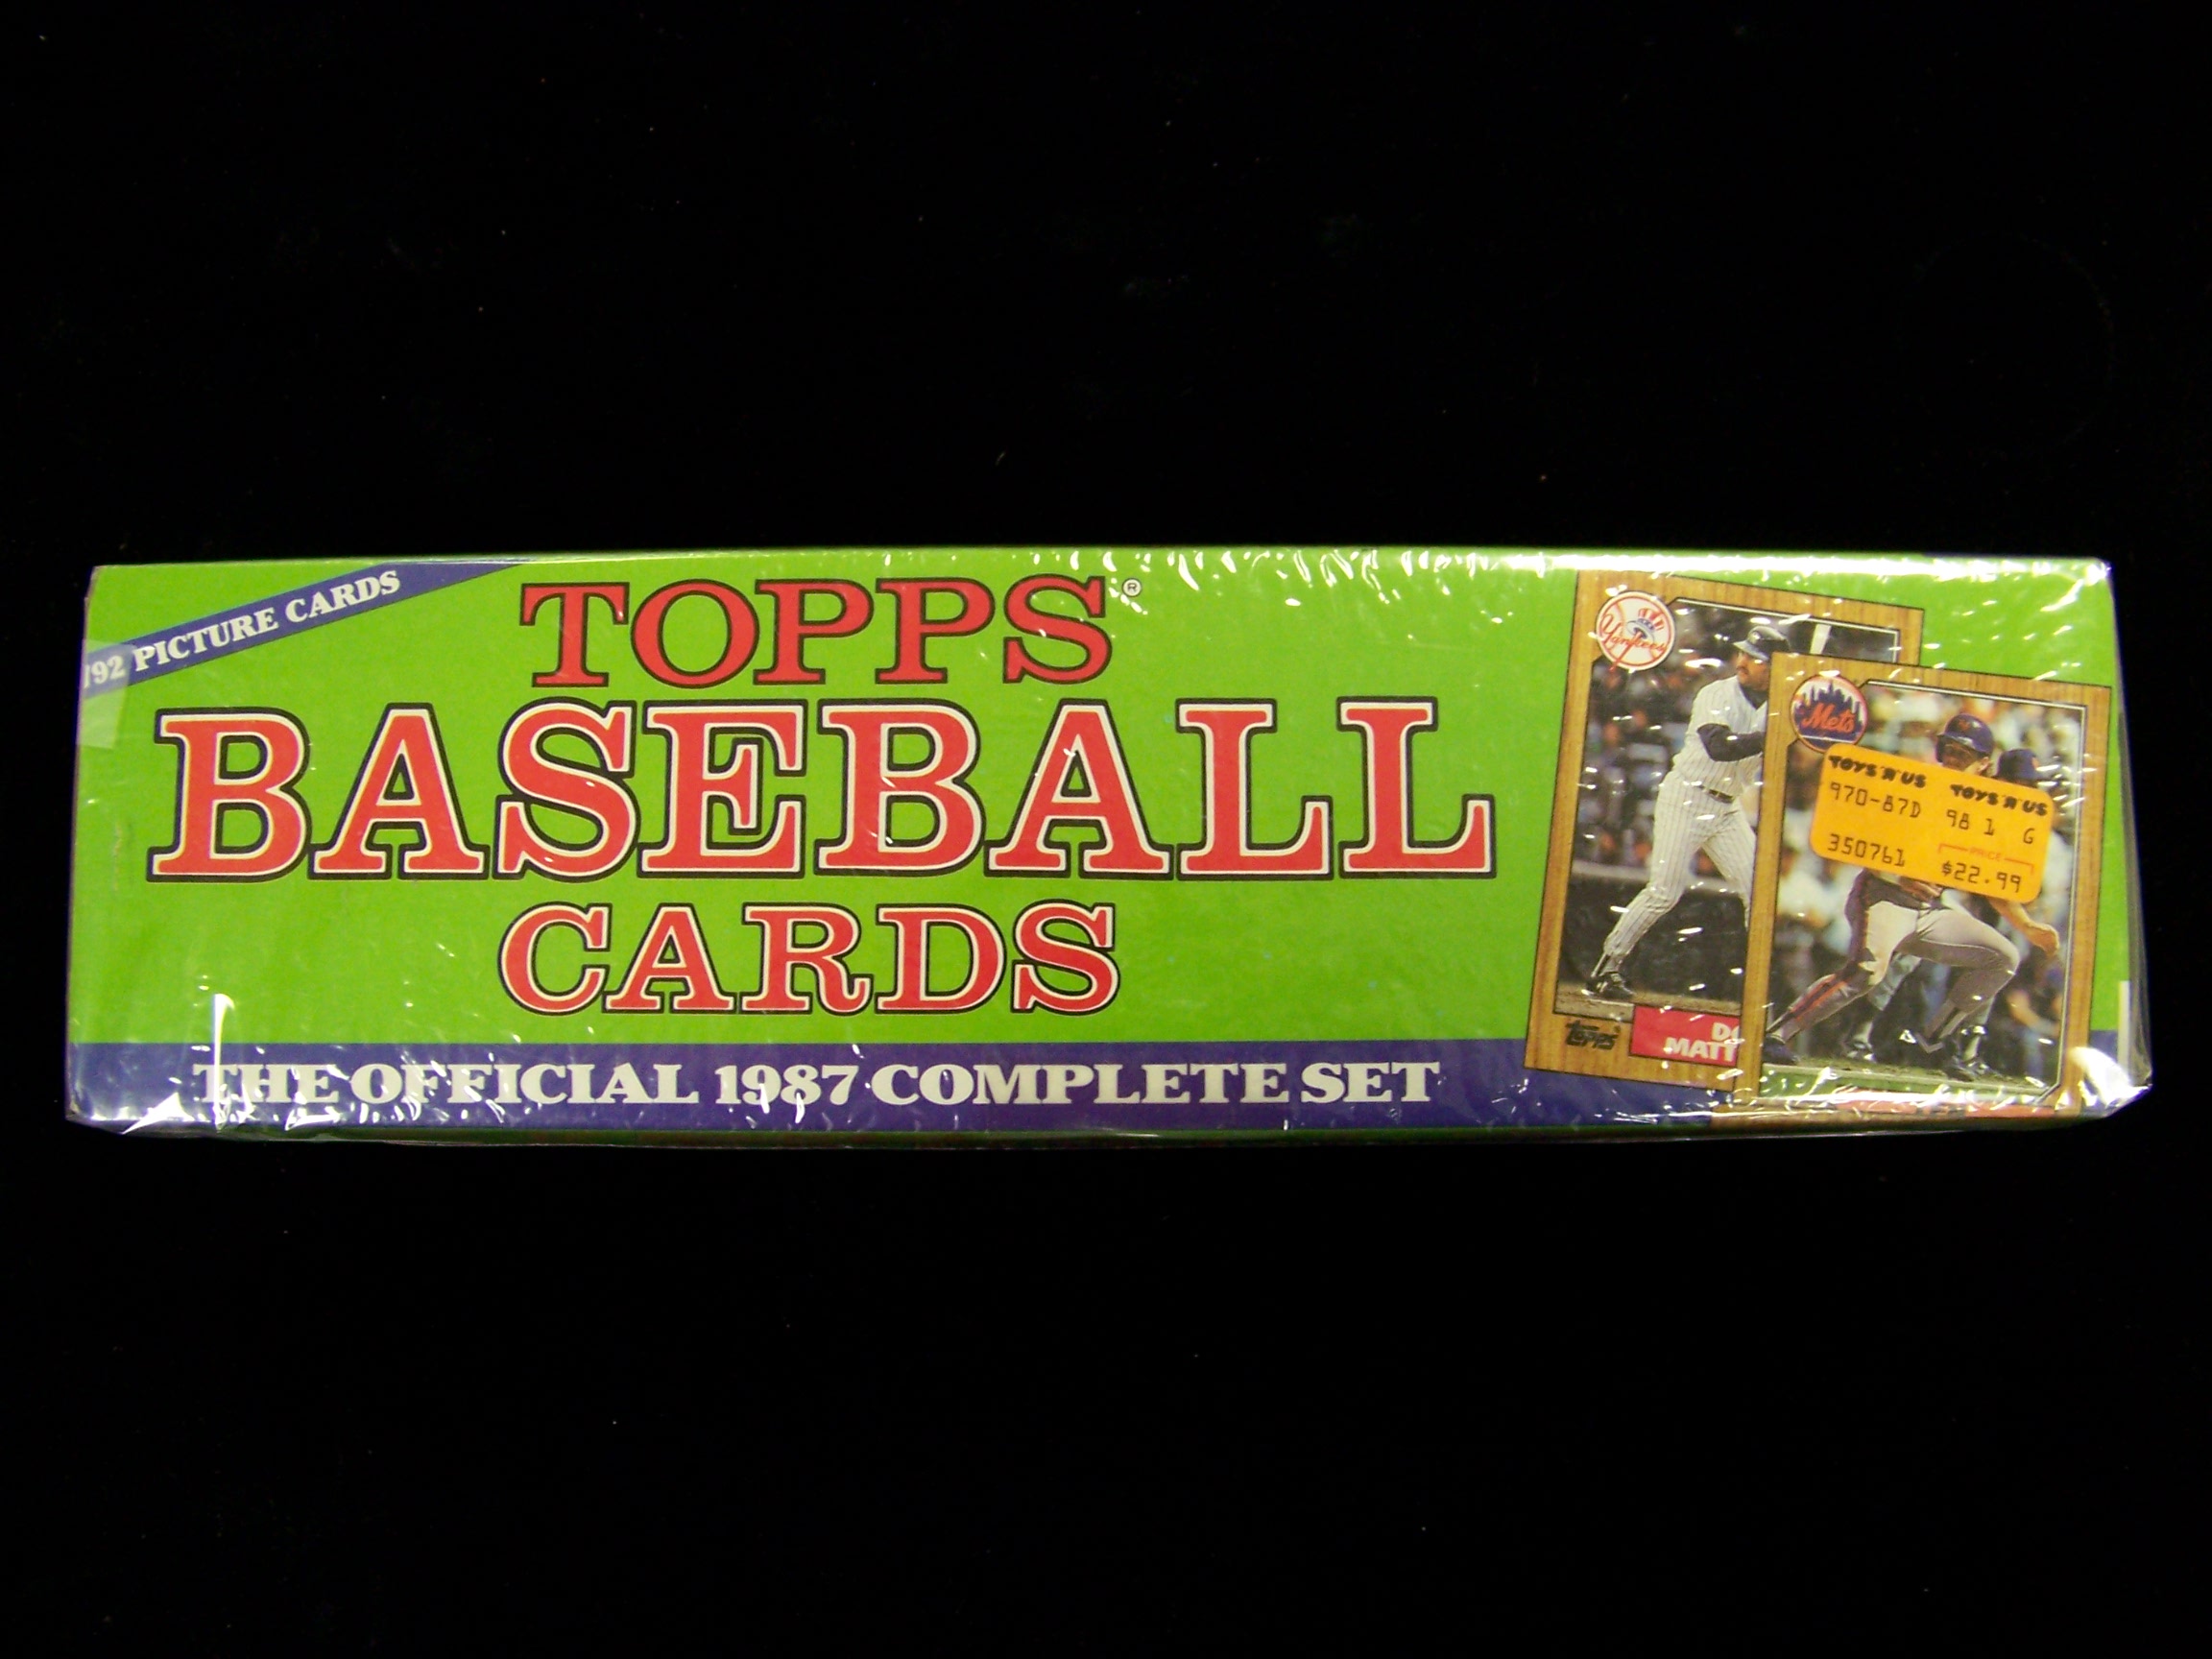 792 PICTURE CARDS
TOPPS®
BASEBALL
CARDS
THE OFFICIAL 1987 COMPLETE SET
Yankees
Topps
MATT
Mets
TOYS "R" US TOYS "R" US
970-87D 98 1 G
350761 PRICE
$22.99